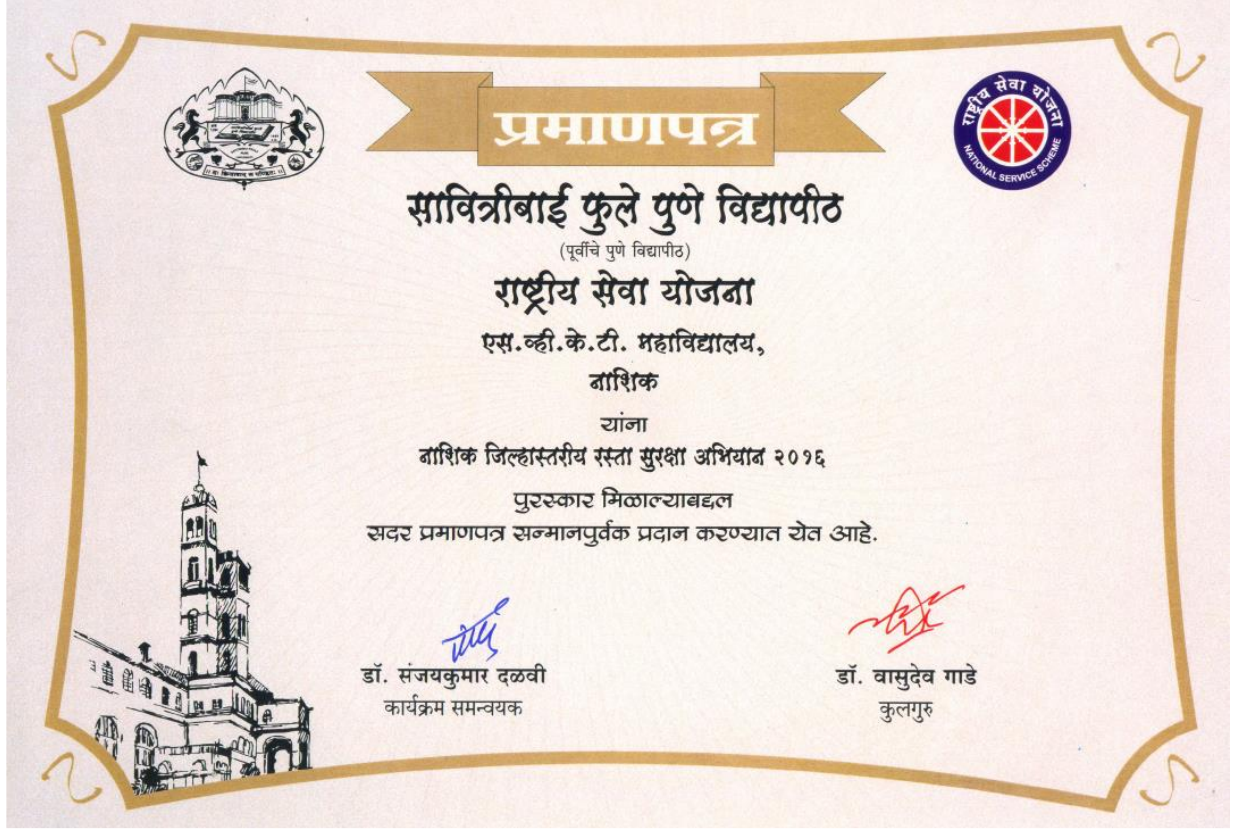 प्रमाणपत्र
राष्ट्रीय सेवा योजना
NATIONAL SERVICE SCHEME
सावित्रीबाई फुले पुणे विद्यापीठ
(पूर्वीचे पुणे विद्यापीठ)
राष्ट्रीय सेवा योजना
एस.व्ही.के.टी. महाविद्यालय,
नाशिक
यांना
नाशिक जिल्हास्तरीय रस्ता सुरक्षा अभियान २०१६
पुरस्कार मिळाल्याबद्दल
सदर प्रमाणपत्र सन्मानपुर्वक प्रदान करण्यात येत आहे.
डॉ. संजयकुमार दळवी
कार्यक्रम समन्वयक
डॉ. वासुदेव गाडे
कुलगुरु